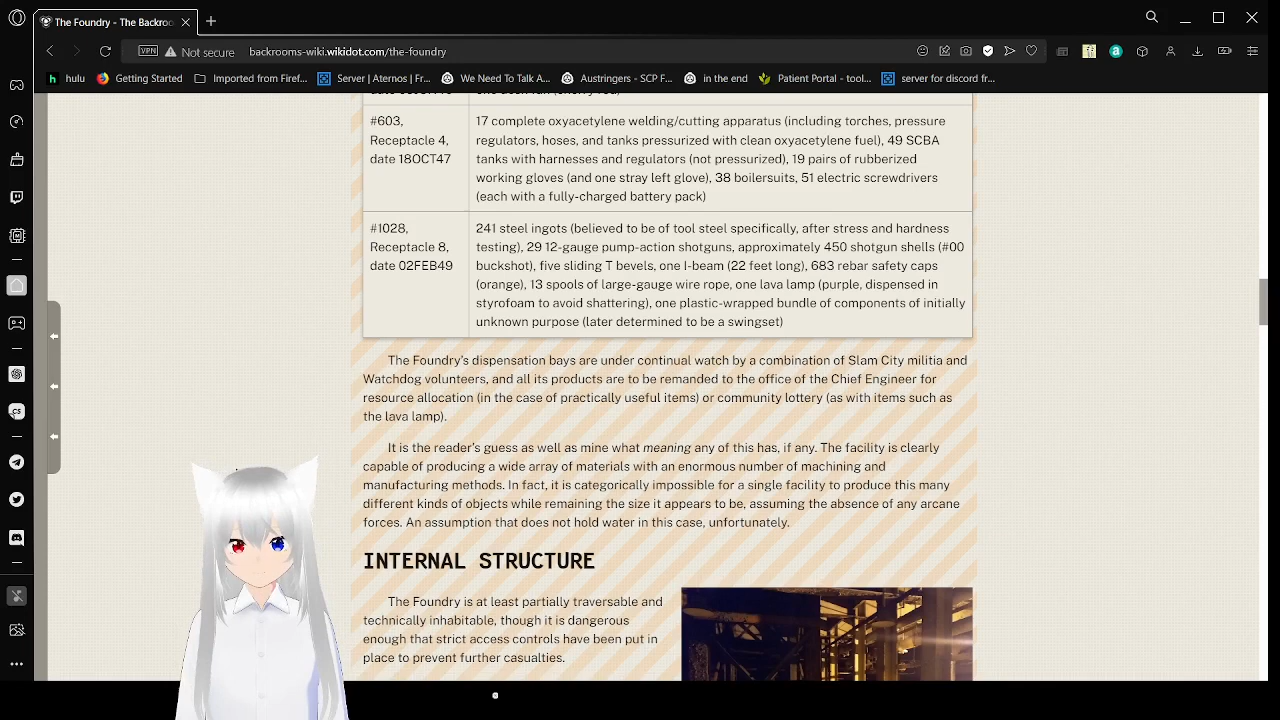 The Foundry - The Backroo
Not secure
backrooms-wiki.wikidot.com/the-foundry
VPN
hulu
Getting Started
Imported from Firef...
Server | Aternos | Fr...
We Need To Talk A...
Austringers - SCP F...
in the end
Patient Portal - tool...
server for discord fr...
#603,
Receptacle 4,
date 18OCT47
17 complete oxyacetylene welding/cutting apparatus (including torches, pressure
regulators, hoses, and tanks pressurized with clean oxyacetylene fuel), 49 SCBA
tanks with harnesses and regulators (not pressurized), 19 pairs of rubberized
working gloves (and one stray left glove), 38 boilersuits, 51 electric screwdrivers
(each with a fully-charged battery pack)
#1028,
Receptacle 8,
date 02FEB49
241 steel ingots (believed to be of tool steel specifically, after stress and hardness
testing), 29 12-gauge pump-action shotguns, approximately 450 shotgun shells (#00
buckshot), five sliding T bevels, one I-beam (22 feet long), 683 rebar safety caps
(orange), 13 spools of large-gauge wire rope, one lava lamp (purple, dispensed in
styrofoam to avoid shattering), one plastic-wrapped bundle of components of initially
unknown purpose (later determined to be a swingset)
The Foundry's dispensation bays are under continual watch by a combination of Slam City militia and
Watchdog volunteers, and all its products are to be remanded to the office of the Chief Engineer for
resource allocation (in the case of practically useful items) or community lottery (as with items such as
the lava lamp).
It is the reader's guess as well as mine what meaning any of this has, if any. The facility is clearly
capable of producing a wide array of materials with an enormous number of machining and
manufacturing methods. In fact, it is categorically impossible for a single facility to produce this many
different kinds of objects while remaining the size it appears to be, assuming the absence of any arcane
forces. An assumption that does not hold water in this case, unfortunately.
INTERNAL STRUCTURE
The Foundry is at least partially traversable and
technically inhabitable, though it is dangerous
enough that strict access controls have been put in
place to prevent further casualties.